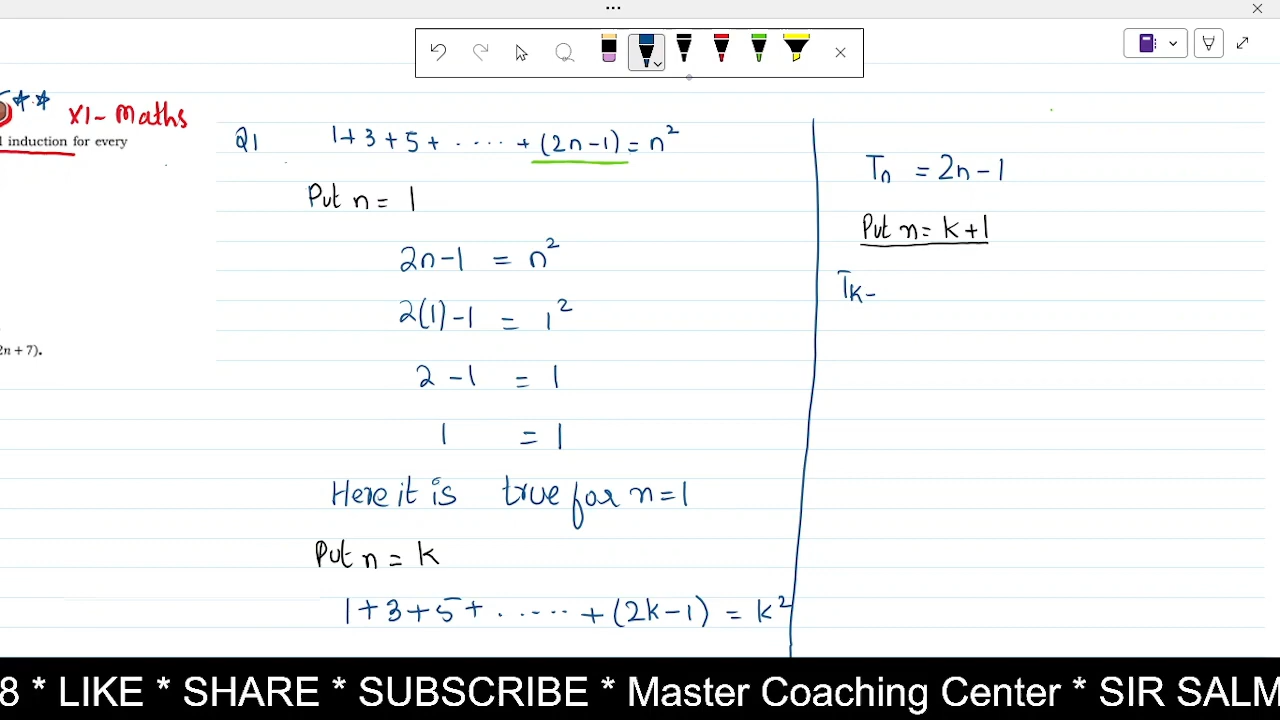 XI- Maths
induction for every
2n + 7).
Q1 1+3+5+ ..... +(2n-1) = n²
Put n = 1
2n-1 = n²
2(1)-1 = 1²
2 -1 = 1
1 = 1
Here it is true for n=1
Put n = k
1+3+5+ ...... +(2k-1) = k²
Tn = 2n-1
Put n = k+1
Tk-
8 * LIKE * SHARE * SUBSCRIBE * Master Coaching Center * SIR SALM